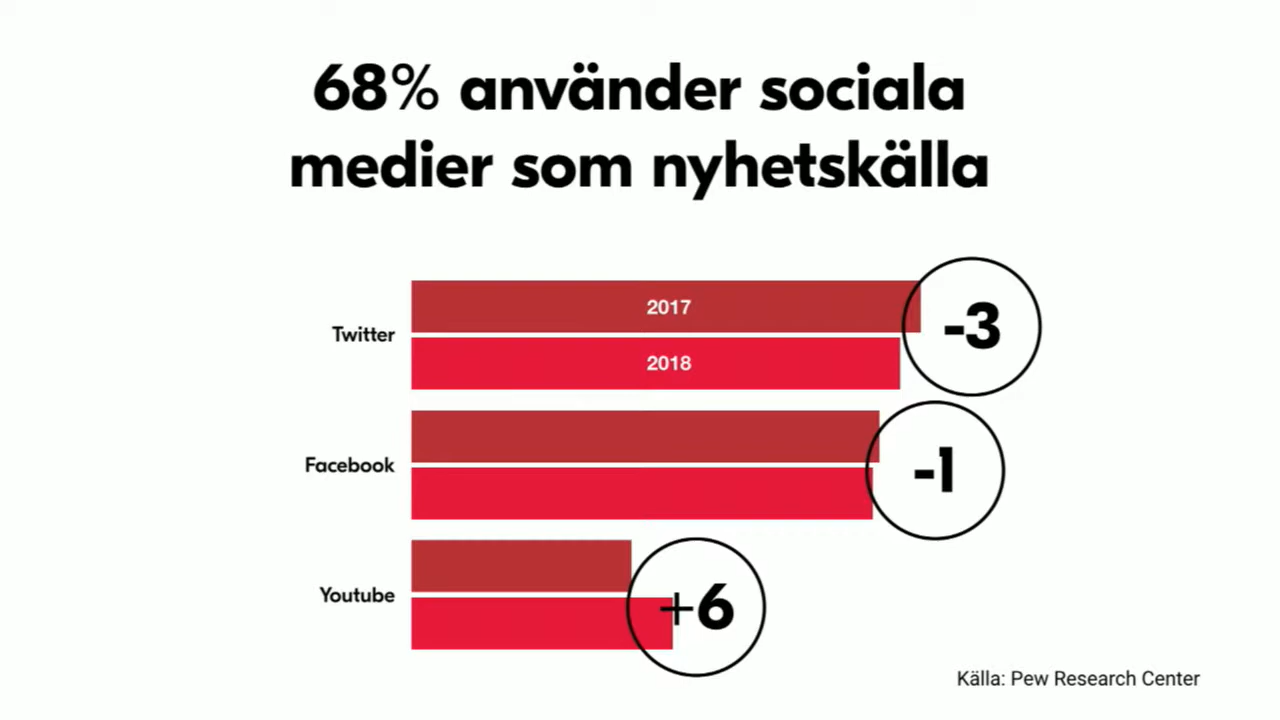 68% använder sociala
medier som nyhetskälla
2017
-3
Twitter
2018
Facebook
-1
Youtube
+6
Källa: Pew Research Center